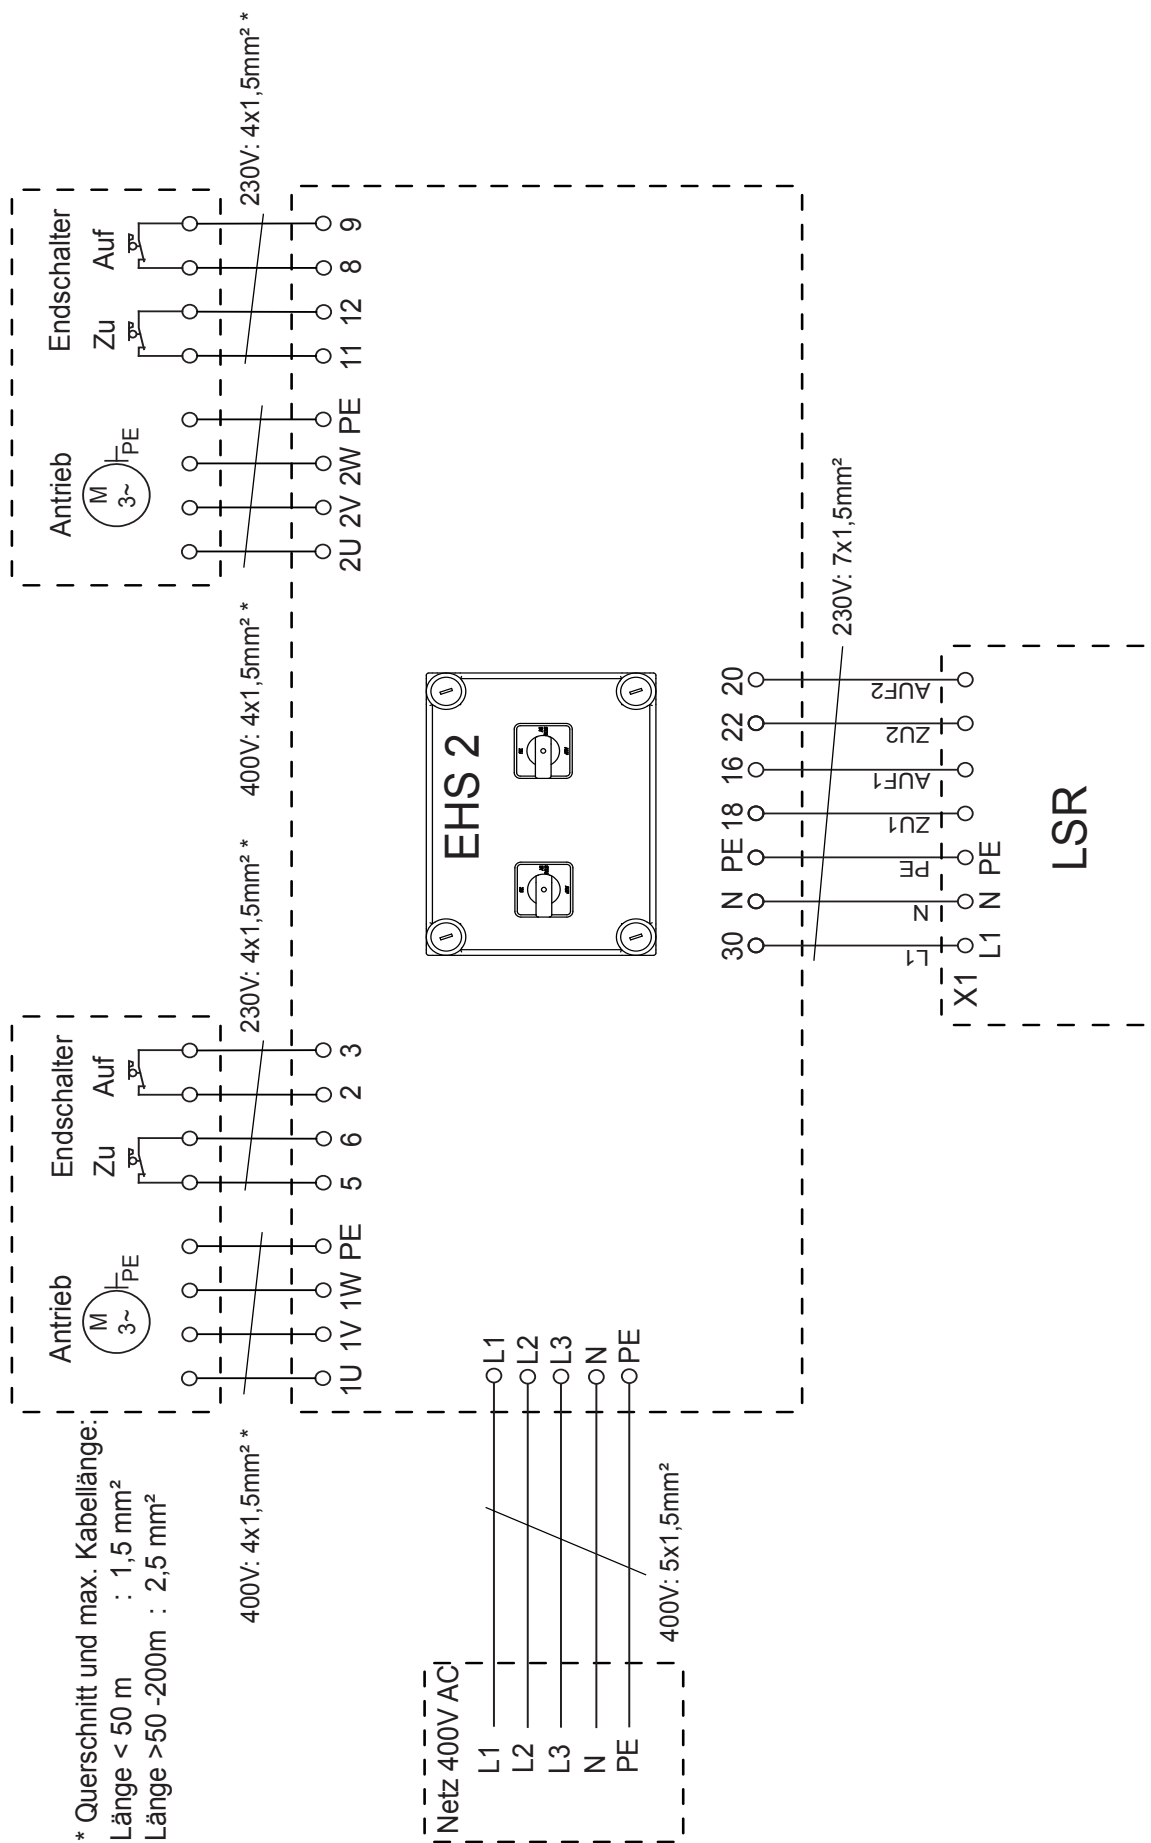 * Querschnitt und max. Kabellänge:
Länge < 50 m : 1,5 mm²
Länge >50 -200m : 2,5 mm²
Antrieb
M
3~
PE
Endschalter
Zu
Auf
400V: 4x1,5mm² *
230V: 4x1,5mm² *
1U 1V 1W PE
5 6 2 3
Antrieb
M
3~
PE
Endschalter
Zu
Auf
400V: 4x1,5mm² *
230V: 4x1,5mm² *
2U 2V 2W PE
11 12 8 9
EHS 2
Netz 400V AC
L1 L1
L2 L2
L3 L3
N N
PE PE
400V: 5x1,5mm²
30 N PE 18 16 22 20
230V: 7x1,5mm²
L1 N PE ZU1 AUF1 ZU2 AUF2
X1
L1 N PE
LSR